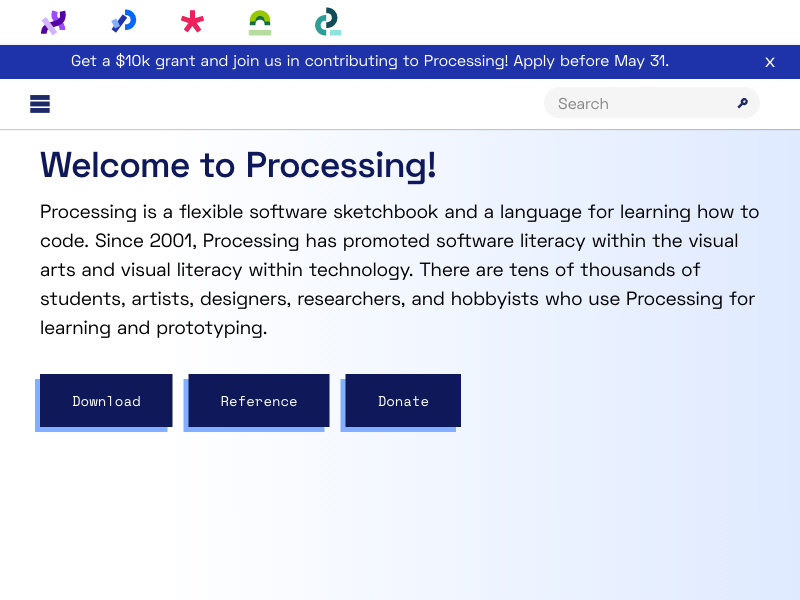 Get a $10k grant and join us in contributing to Processing! Apply before May 31.
X
Search
Welcome to Processing!
Processing is a flexible software sketchbook and a language for learning how to
code. Since 2001, Processing has promoted software literacy within the visual
arts and visual literacy within technology. There are tens of thousands of
students, artists, designers, researchers, and hobbyists who use Processing for
learning and prototyping.
Download
Reference
Donate